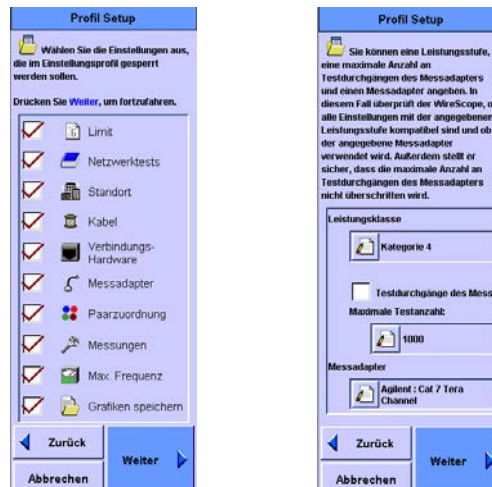 Profil Setup
Wählen Sie die Einstellungen aus,
die im Einstellungsprofil gesperrt
werden sollen.
Drücken Sie Weiter, um fortzufahren.
Limit
Netzwerktests
Standort
Kabel
Verbindungs-
Hardware
Messadapter
Paarzuordnung
Messungen
Max. Frequenz
Grafiken speichern
Zurück
Weiter
Abbrechen
Profil Setup
Sie können eine Leistungsstufe,
eine maximale Anzahl an
Testdurchgängen des Messadapters
und einen Messadapter angeben. In
diesem Fall überprüft der WireScope, o
alle Einstellungen mit der angegebenen
Leistungsstufe kompatibel sind und ob
der angegebene Messadapter
verwendet wird. Außerdem stellt er
sicher, dass die maximale Anzahl an
Testdurchgängen des Messadapters
nicht überschritten wird.
Leistungsklasse
Kategorie 4
Testdurchgänge des Mess
Maximale Testanzahl:
1000
Messadapter
Agilent : Cat 7 Tera
Channel
Zurück
Weiter
Abbrechen